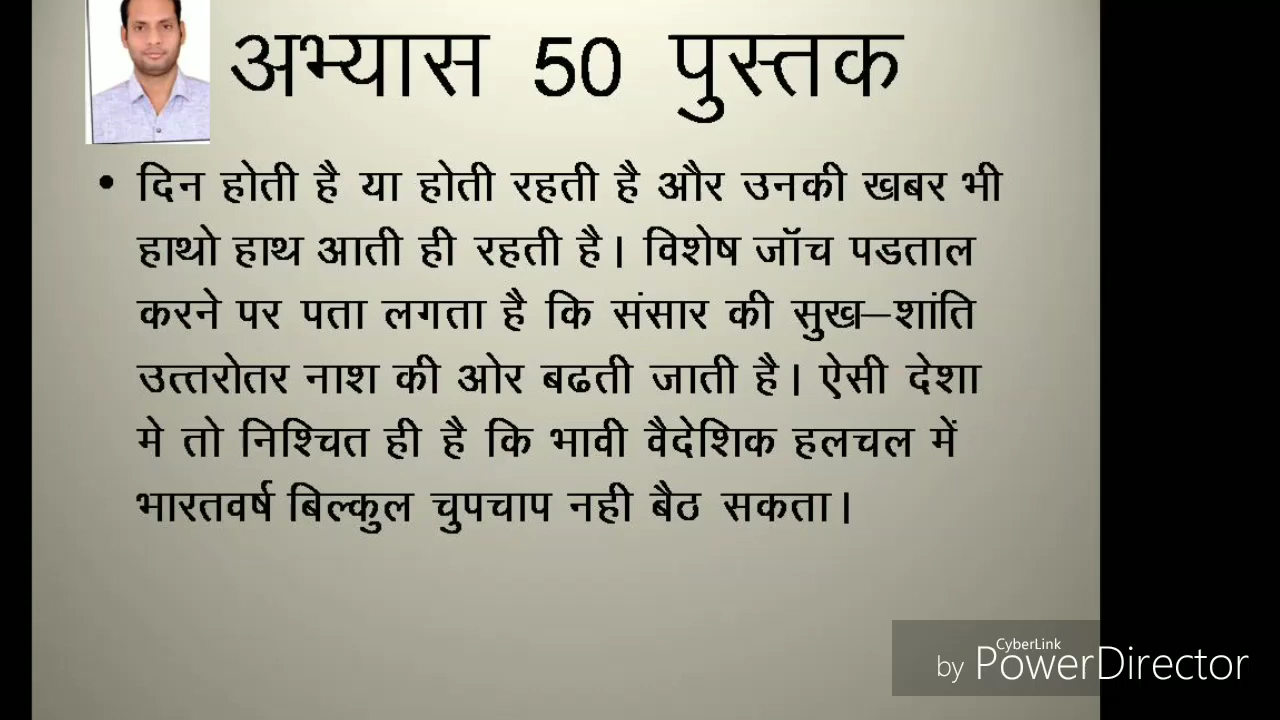 अभ्यास 50 पुस्तक
• दिन होती है या होती रहती है और उनकी खबर भी
हाथो हाथ आती ही रहती है। विशेष जॉच पडताल
करने पर पता लगता है कि संसार की सुख–शांति
उत्तरोतर नाश की ओर बढती जाती है। ऐसी देशा
मे तो निश्चित ही है कि भावी वैदेशिक हलचल में
भारतवर्ष बिल्कुल चुपचाप नही बैठ सकता।
CyberLink
by PowerDirector